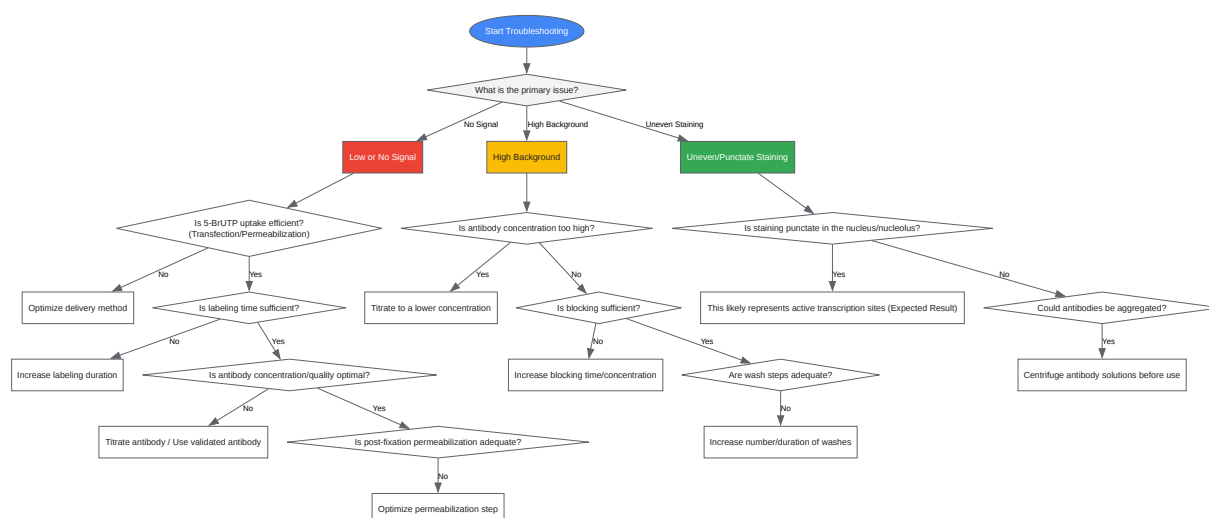 Start Troubleshooting
What is the primary issue?
No Signal
High Background
Uneven Staining
Low or No Signal
High Background
Uneven/Punctate Staining
Is 5-BrUTP uptake efficient?
(Transfection/Permeabilization)
Is antibody concentration too high?
Is staining punctate in the nucleus/nucleolus?
No
Yes
Yes
No
Yes
No
Optimize delivery method
Is labeling time sufficient?
Titrate to a lower concentration
Is blocking sufficient?
This likely represents active transcription sites (Expected Result)
Could antibodies be aggregated?
No
Yes
No
Yes
Yes
Increase labeling duration
Is antibody concentration/quality optimal?
Increase blocking time/concentration
Are wash steps adequate?
Centrifuge antibody solutions before use
No
Yes
No
Titrate antibody / Use validated antibody
Is post-fixation permeabilization adequate?
Increase number/duration of washes
No
Optimize permeabilization step